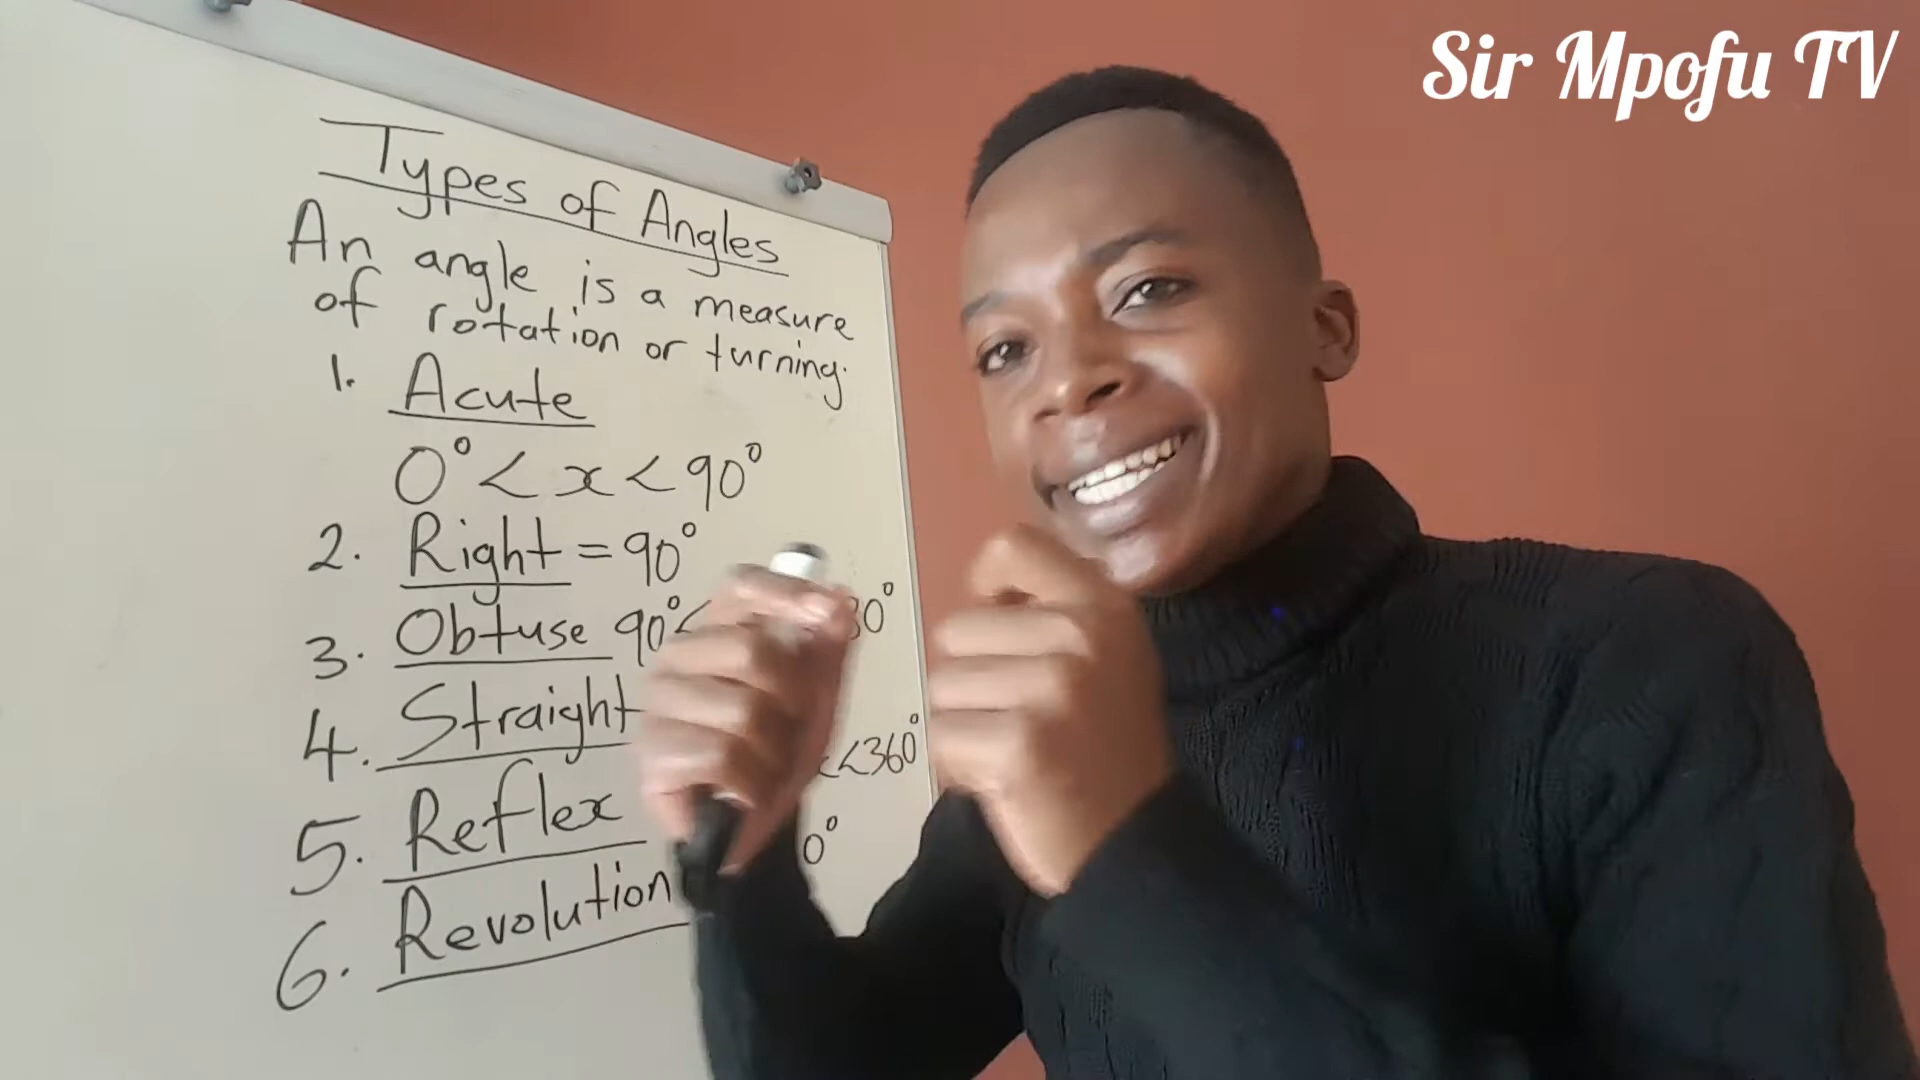 Sir Mpofu TV
Types of Angles
An angle is a measure
of rotation or turning.
1. Acute
0° < x < 90°
2. Right = 90°
3. Obtuse 90° < 80°
4. Straight
5. Reflex < 360°
6. Revolution 0°